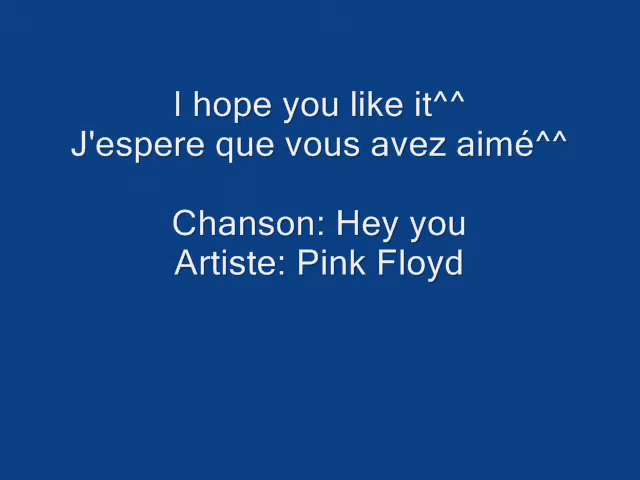 I hope you like it^^
J'espere que vous avez aimé^^
Chanson: Hey you
Artiste: Pink Floyd